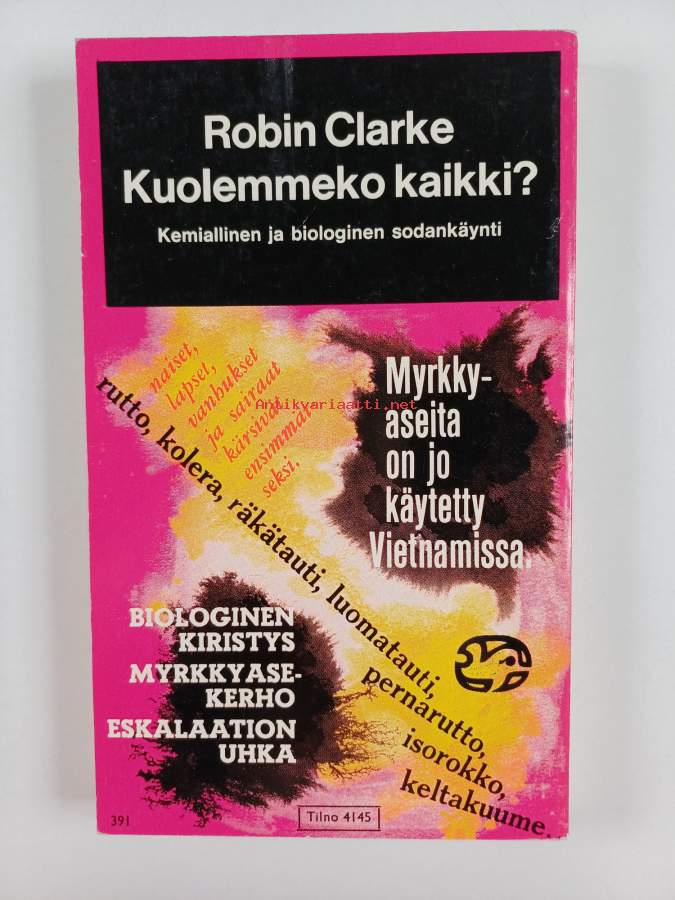 Robin Clarke
Kuolemmeko kaikki?
Kemiallinen ja biologinen sodankäynti
naiset,
lapset,
vanhukset
ja sairaat
kärsivät
ensimmäi-
seksi.
Myrkky-
aseita
on jo
käytetty
Vietnamissa.
Antikvariaatti.net
rutto, kolera, räkätauti, luomatauti,
pernarutto,
isorokko,
keltakuume.
BIOLOGINEN
KIRISTYS
MYRKKYASE-
KERHO
ESKALAATION
UHKA
391
Tilno 4145